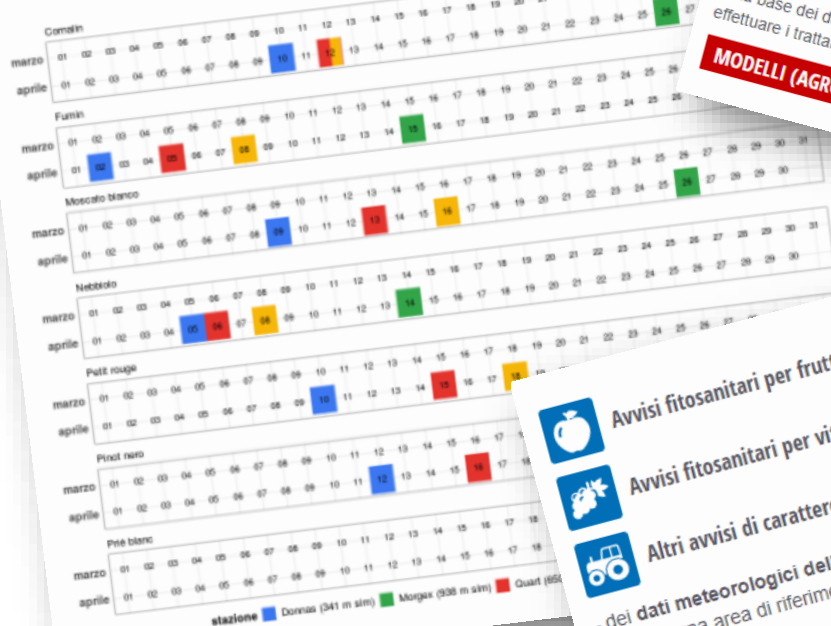 Cornalin
marzo 01 02 03 04 05 06 07 08 09 10 11 12 13 14 15 16 17 18 19 20 21
aprile 01 02 03 04 05 06 07 08 09 10 11 12 13 14 15 16 17 18 19 20 21 22 23 24 25 26 27
Fumin
marzo 01 02 03 04 05 06 07 08 09 10 11 12 13 14 15 16 17 18 19 20 21 22 23 24 25 26
aprile 01 02 03 04 05 06 07 08 09 10 11 12 13 14 15 16 17 18 19 20 21 22 23 24 25 26
Moscato bianco
marzo 01 02 03 04 05 06 07 08 09 10 11 12 13 14 15 16 17 18 19 20 21 22 23 24 25 26 27 28 29 30 31
aprile 01 02 03 04 05 06 07 08 09 10 11 12 13 14 15 16 17 18 19 20 21 22 23 24 25 26 27 28 29 30
Nebbiolo
marzo 01 02 03 04 05 06 07 08 09 10 11 12 13 14 15 16 17 18 19 20 21 22 23 24 25 26 27 28 29 30 31
aprile 01 02 03 04 05 06 07 08 09 10 11 12 13 14 15 16 17 18 19 20 21 22 23 24 25 26 27 28 29 30
Petit rouge
marzo 01 02 03 04 05 06 07 08 09 10 11 12 13 14 15 16 17 18 19 20 21 22 23 24 25 26 27
aprile 01 02 03 04 05 06 07 08 09 10 11 12 13 14 15 16 17 18
Pinot nero
marzo 01 02 03 04 05 06 07 08 09 10 11 12 13 14 15 16 17
aprile 01 02 03 04 05 06 07 08 09 10 11 12 13 14 15 16 17 18
Prié blanc
marzo 01 02 03 04 05 06 07 08 09 10 11 12 13 14 15 16 17 18
aprile 01 02 03 04 05 06 07 08 09 10 11 12 13 14 15 16 17 18
stazione Donnas (341 m slm) Morgex (938 m slm) Quart
base dei
effettuare i
MODELLI
Avvisi fitosanitari per
Avvisi fitosanitari per
Altri avvisi di
dei dati meteorologici
area di